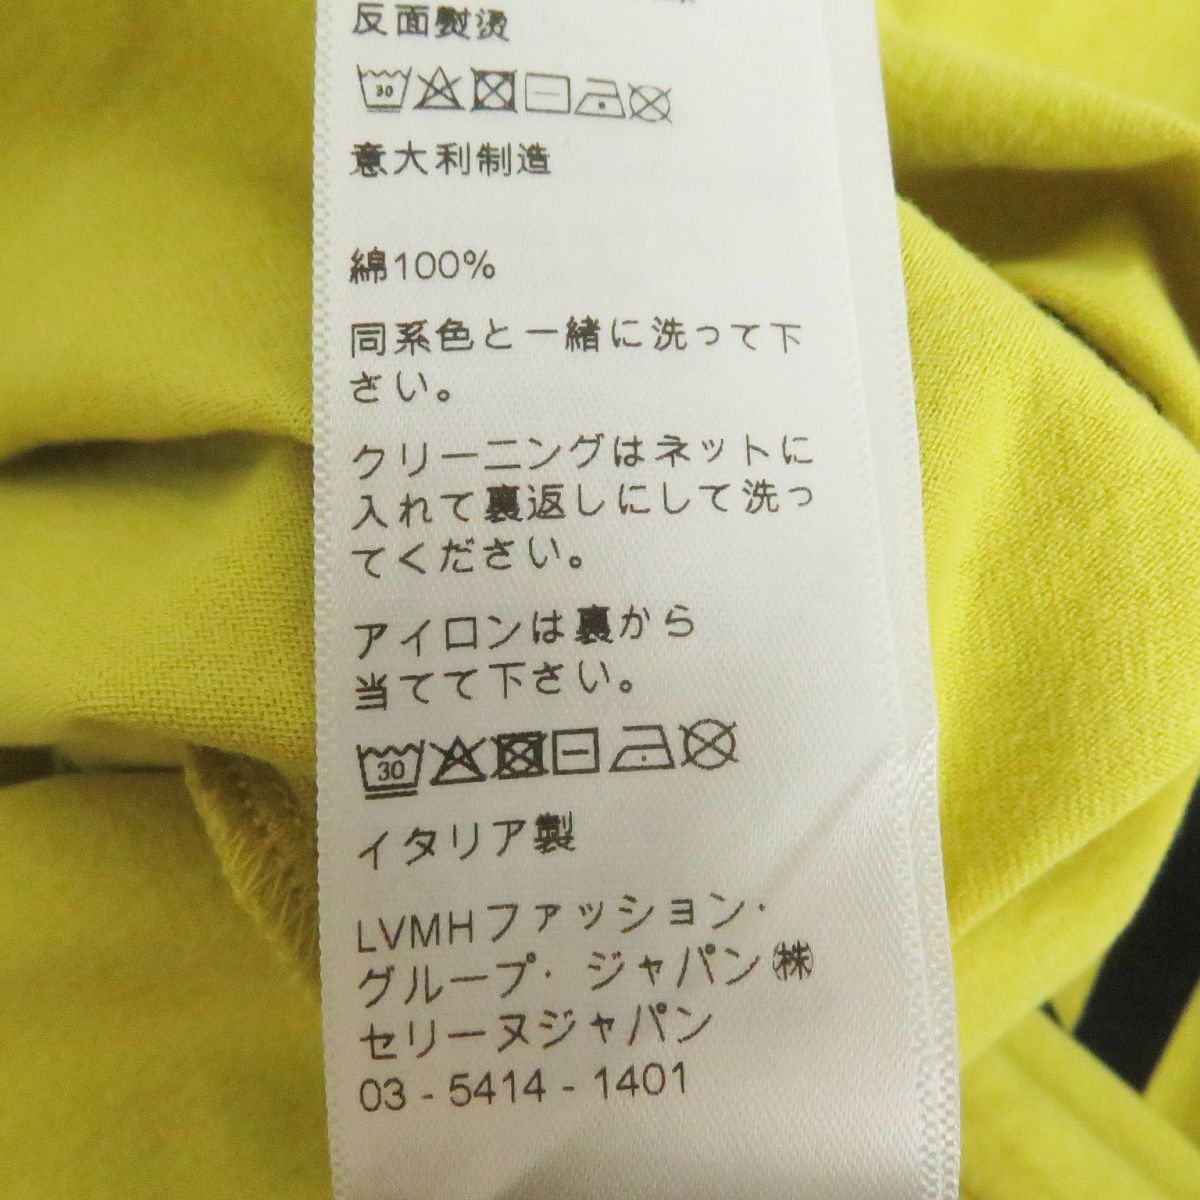 反面熨烫
30
意大利制造
綿100%
同系色と一緒に洗って下
さい。
クリーニングはネットに
入れて裏返しにして洗っ
てください。
アイロンは裏から
当てて下さい。
30
イタリア製
LVMHファッション・
グループ・ジャパン㈱
セリーヌジャパン
03 - 5414 - 1401